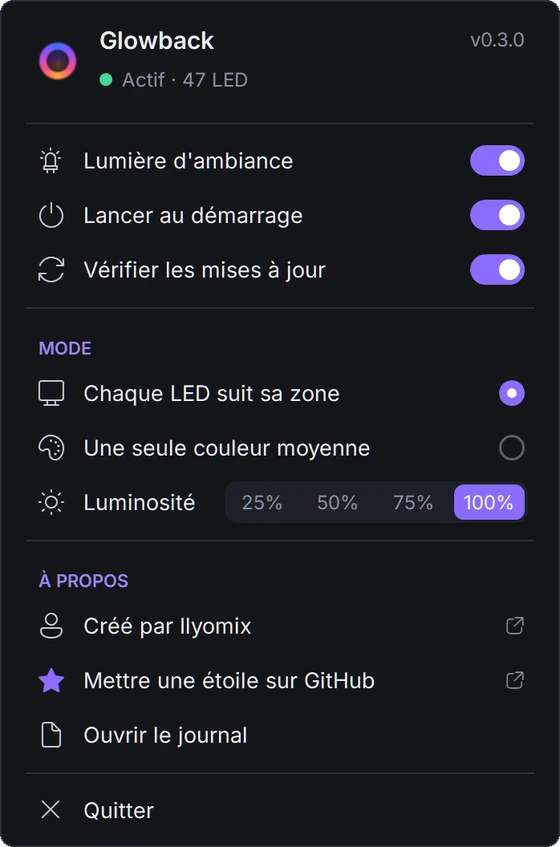 Glowback
v0.3.0
Actif · 47 LED
Lumière d'ambiance
Lancer au démarrage
Vérifier les mises à jour
MODE
Chaque LED suit sa zone
Une seule couleur moyenne
Luminosité 25% 50% 75% 100%
À PROPOS
Créé par Ilyomix
Mettre une étoile sur GitHub
Ouvrir le journal
Quitter